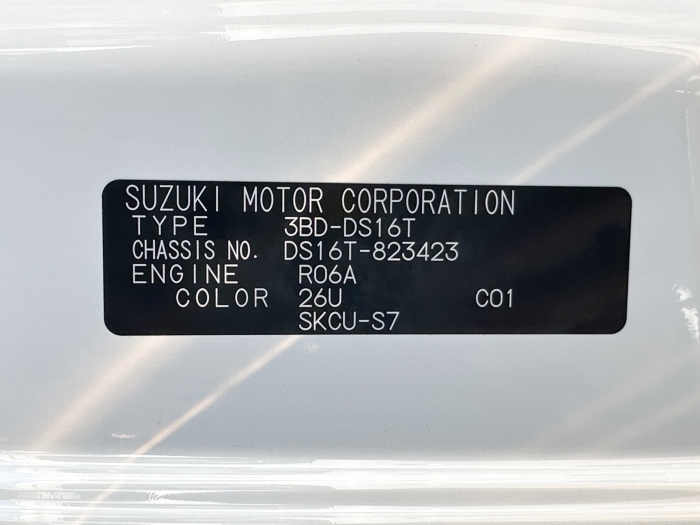 SUZUKI MOTOR CORPORATION
TYPE 3BD-DS16T
CHASSIS NO. DS16T-823423
ENGINE R06A
COLOR 26U C01
SKCU-S7